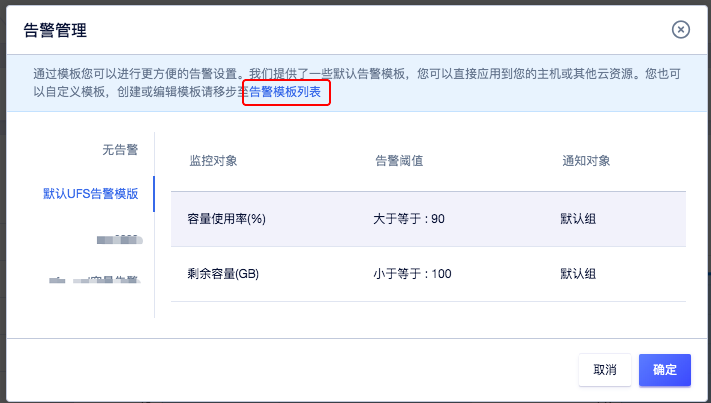 告警管理
通过模板您可以进行更方便的告警设置。我们提供了一些默认告警模板，您可以直接应用到您的主机或其他云资源。您也可
以自定义模板，创建或编辑模板请移步至告警模板列表
无告警
默认UFS告警模版
监控对象 告警阈值 通知对象
容量使用率(%) 大于等于 : 90 默认组
剩余容量(GB) 小于等于 : 100 默认组
取消 确定